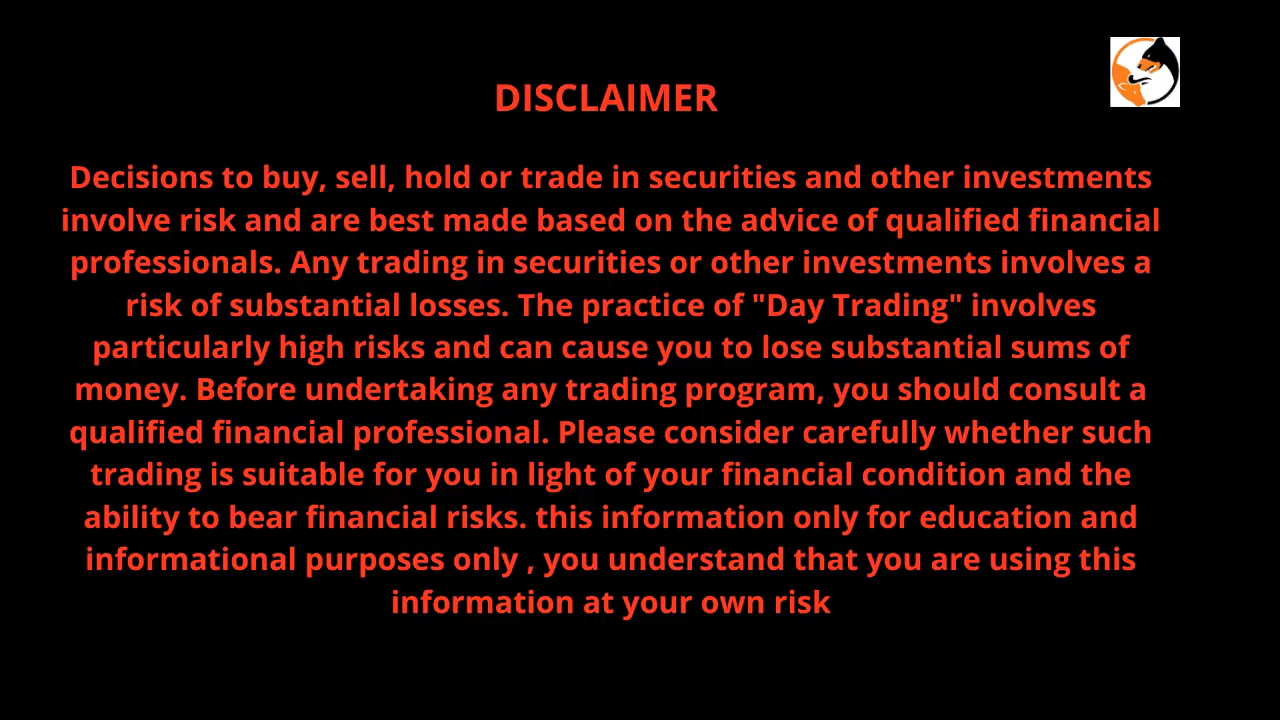 DISCLAIMER
Decisions to buy, sell, hold or trade in securities and other investments
involve risk and are best made based on the advice of qualified financial
professionals. Any trading in securities or other investments involves a
risk of substantial losses. The practice of "Day Trading" involves
particularly high risks and can cause you to lose substantial sums of
money. Before undertaking any trading program, you should consult a
qualified financial professional. Please consider carefully whether such
trading is suitable for you in light of your financial condition and the
ability to bear financial risks. this information only for education and
informational purposes only , you understand that you are using this
information at your own risk